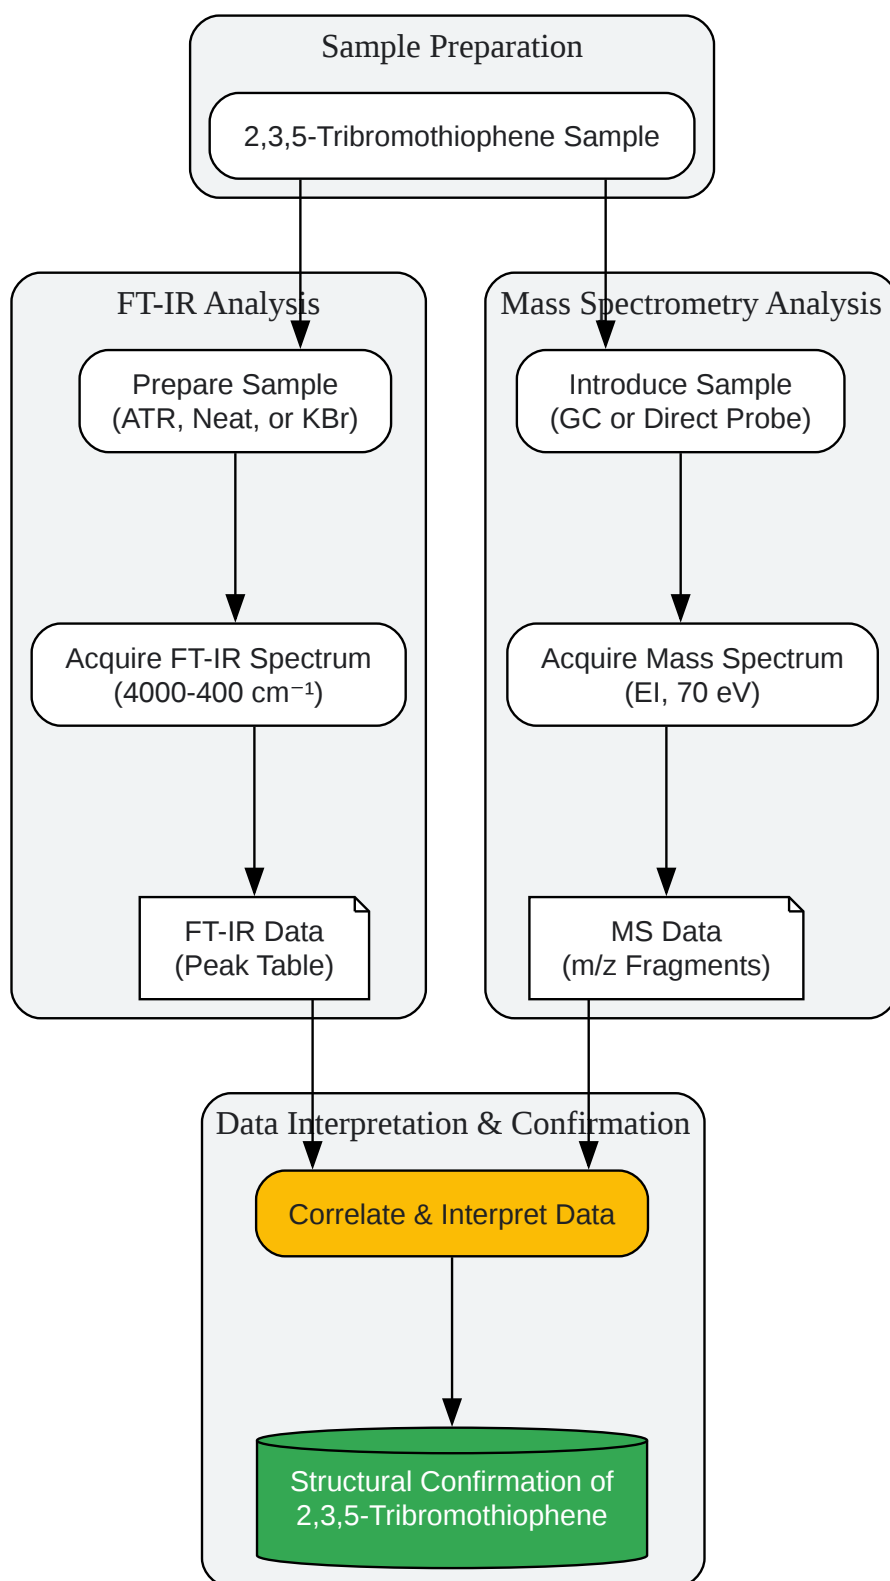 Sample Preparation
2,3,5-Tribromothiophene Sample
FT-IR Analysis
Prepare Sample
(ATR, Neat, or KBr)
Acquire FT-IR Spectrum
(4000-400 cm⁻¹)
FT-IR Data
(Peak Table)
Mass Spectrometry Analysis
Introduce Sample
(GC or Direct Probe)
Acquire Mass Spectrum
(EI, 70 eV)
MS Data
(m/z Fragments)
Data Interpretation & Confirmation
Correlate & Interpret Data
Structural Confirmation of
2,3,5-Tribromothiophene